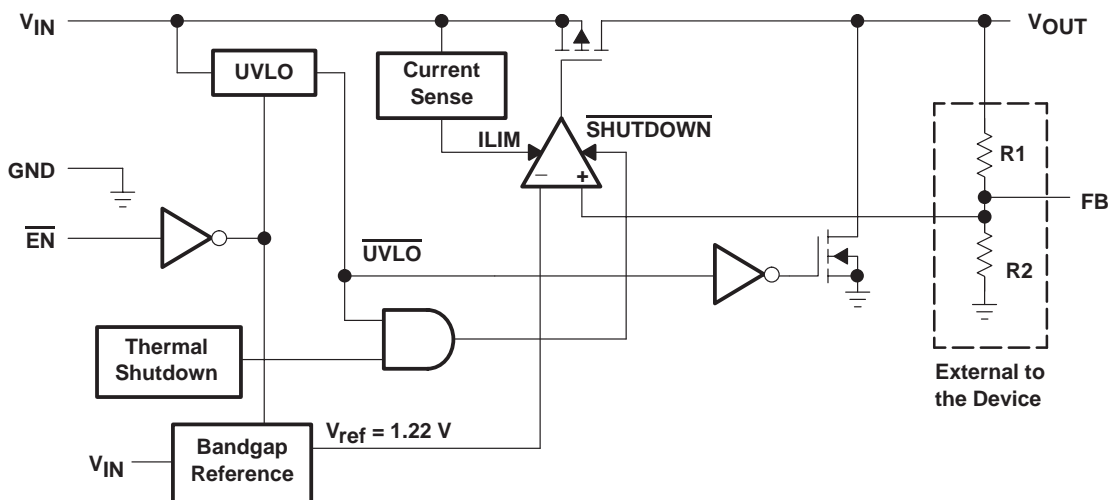 VIN
VOUT
UVLO
Current
Sense
SHUTDOWN
ILIM
R1
GND
− +
FB
EN
UVLO
R2
Thermal
Shutdown
External to
the Device
Vref = 1.22 V
VIN
Bandgap
Reference